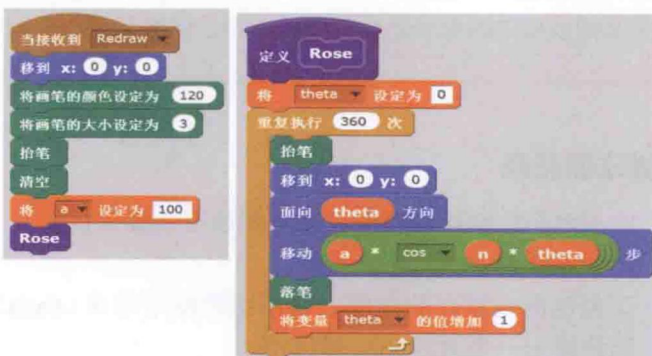 当接收到 Redraw
移到 x: 0 y: 0
将画笔的颜色设定为 120
将画笔的大小设定为 3
抬笔
清空
将 a 设定为 100
Rose
定义 Rose
将 theta 设定为 0
重复执行 360 次
抬笔
移到 x: 0 y: 0
面向 theta 方向
移动 a * cos n * theta 步
落笔
将变量 theta 的值增加 1